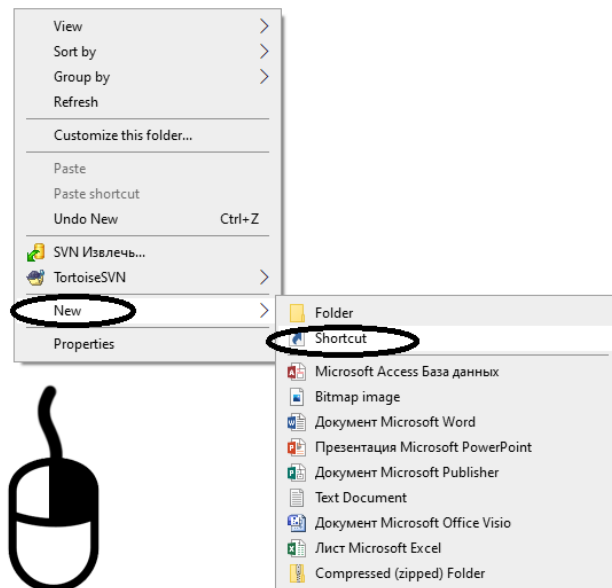 View
Sort by
Group by
Refresh
Customize this folder...
Paste
Paste shortcut
Undo New Ctrl+Z
SVN Извлечь...
TortoiseSVN
New
Properties
Folder
Shortcut
Microsoft Access База данных
Bitmap image
Документ Microsoft Word
Презентация Microsoft PowerPoint
Документ Microsoft Publisher
Text Document
Документ Microsoft Office Visio
Лист Microsoft Excel
Compressed (zipped) Folder